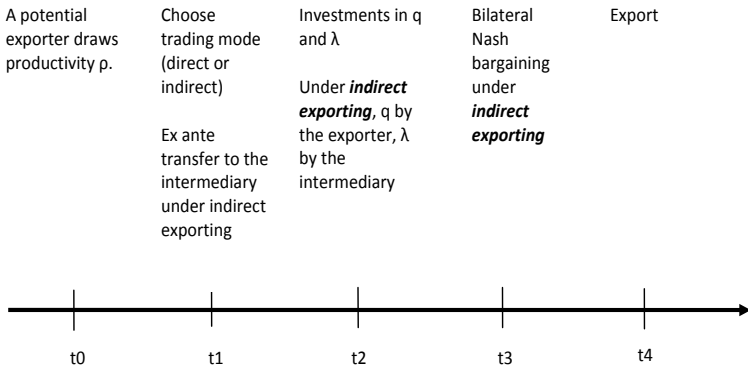 A potential
exporter draws
productivity ρ.
Choose
trading mode
(direct or
indirect)
Ex ante
transfer to the
intermediary
under indirect
exporting
Investments in q
and λ
Under indirect
exporting, q by
the exporter, λ
by the
intermediary
Bilateral
Nash
bargaining
under
indirect
exporting
Export
t0
t1
t2
t3
t4